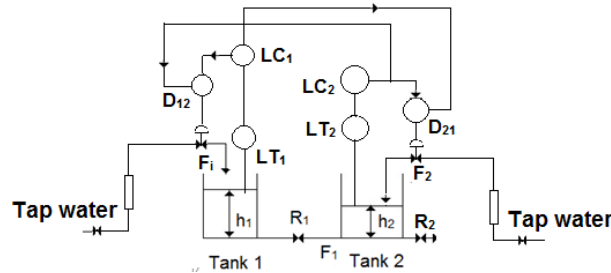 LC1
LC2
D12
D21
LT2
LT1
Fi
F2
Tap water
Tap water
h1
R1
h2
R2
F1
Tank 1
Tank 2